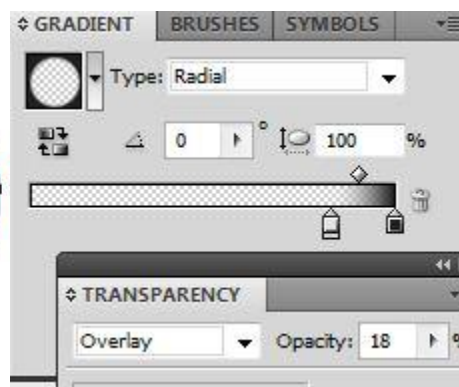 GRADIENT BRUSHES SYMBOLS
Type: Radial
0 ° 100 %
TRANSPARENCY
Overlay Opacity: 18